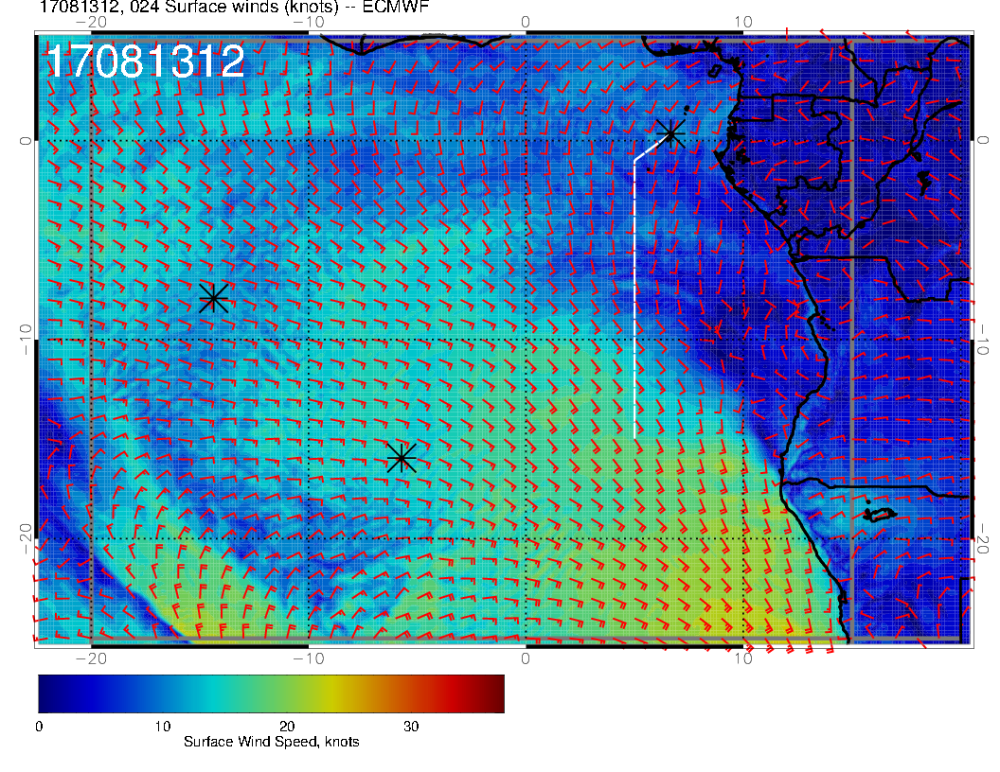 17081312, 024 Surface winds (knots) -- ECMWF
−20 −10 0 10
17081312
0 0
−10 −10
−20 −20
−20 −10 0 10
0 10 20 30
Surface Wind Speed, knots